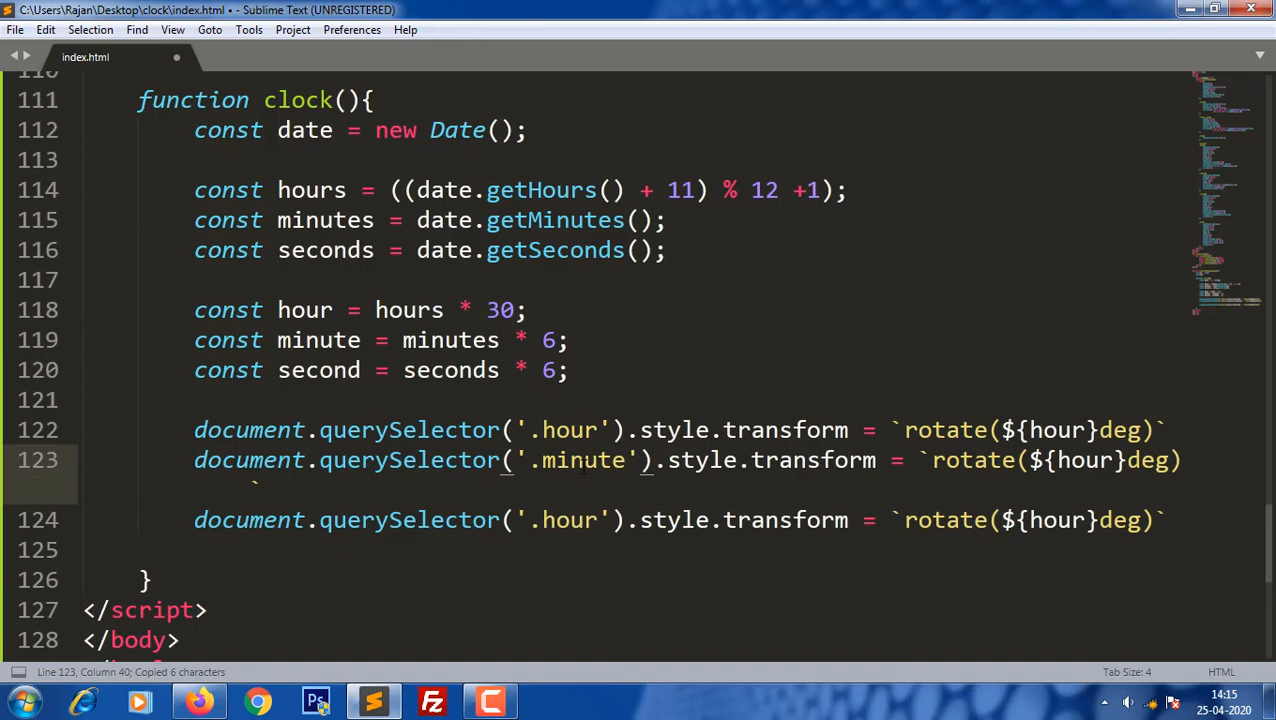 C:\Users\Rajan\Desktop\clock\index.html • - Sublime Text (UNREGISTERED)
File Edit Selection Find View Goto Tools Project Preferences Help
index.html
111 function clock(){
112 const date = new Date();
113
114 const hours = ((date.getHours() + 11) % 12 +1);
115 const minutes = date.getMinutes();
116 const seconds = date.getSeconds();
117
118 const hour = hours * 30;
119 const minute = minutes * 6;
120 const second = seconds * 6;
121
122 document.querySelector('.hour').style.transform = `rotate(${hour}deg)`
123 document.querySelector('.minute').style.transform = `rotate(${hour}deg)
`
124 document.querySelector('.hour').style.transform = `rotate(${hour}deg)`
125
126 }
127 </script>
128 </body>
Line 123, Column 40; Copied 6 characters
Tab Size: 4
HTML
14:15
25-04-2020